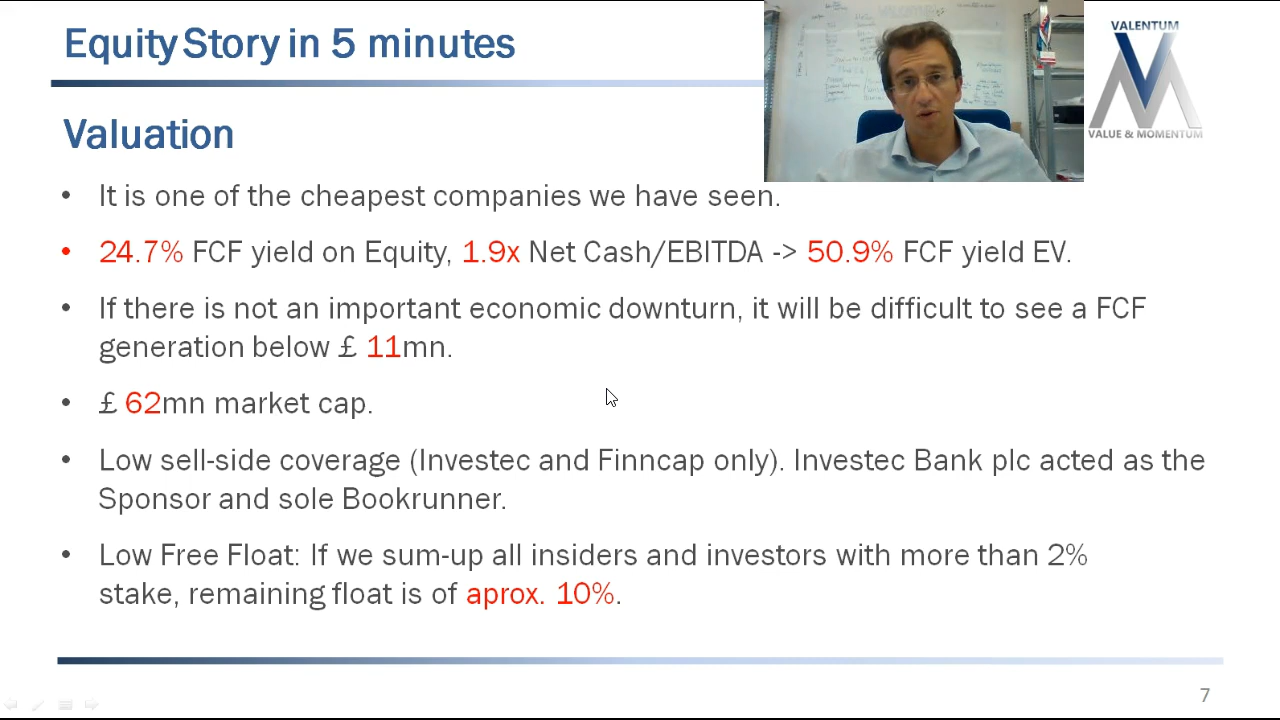 Equity Story in 5 minutes
VALENTUM
VALUE & MOMENTUM
Valuation
• It is one of the cheapest companies we have seen.
• 24.7% FCF yield on Equity, 1.9x Net Cash/EBITDA -> 50.9% FCF yield EV.
• If there is not an important economic downturn, it will be difficult to see a FCF
generation below £ 11mn.
• £ 62mn market cap.
• Low sell-side coverage (Investec and Finncap only). Investec Bank plc acted as the
Sponsor and sole Bookrunner.
• Low Free Float: If we sum-up all insiders and investors with more than 2%
stake, remaining float is of aprox. 10%.
7